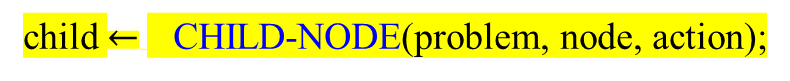 child ← CHILD-NODE(problem, node, action);